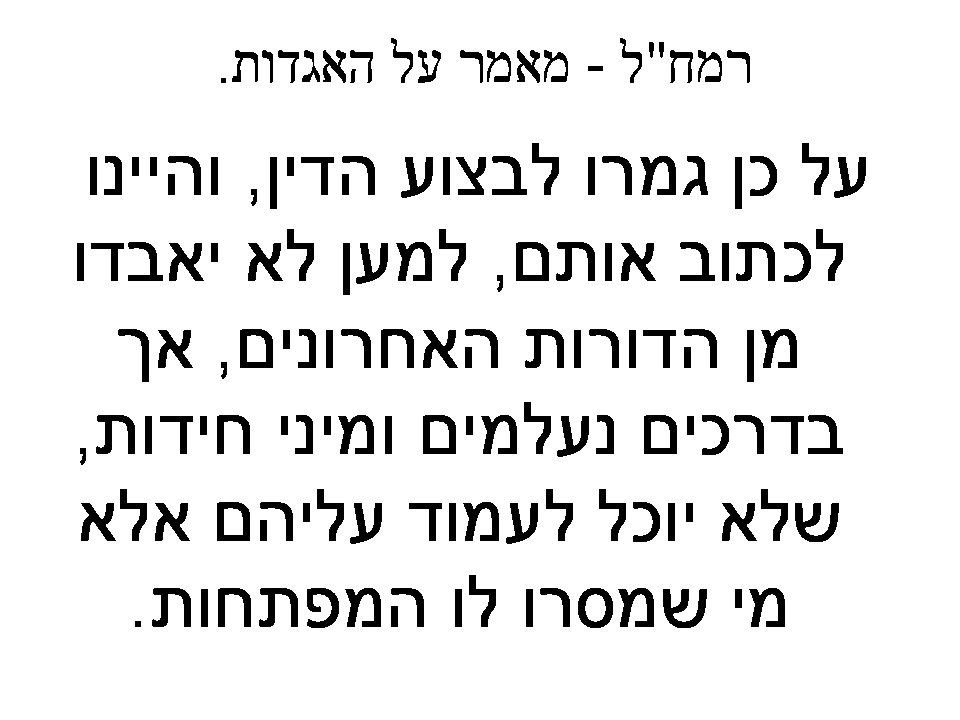 רמח"ל - מאמר על האגדות.
על כן גמרו לבצוע הדין, והיינו
לכתוב אותם, למען לא יאבדו
מן הדורות האחרונים, אך
בדרכים נעלמים ומיני חידות,
שלא יוכל לעמוד עליהם אלא
מי שמסרו לו המפתחות.